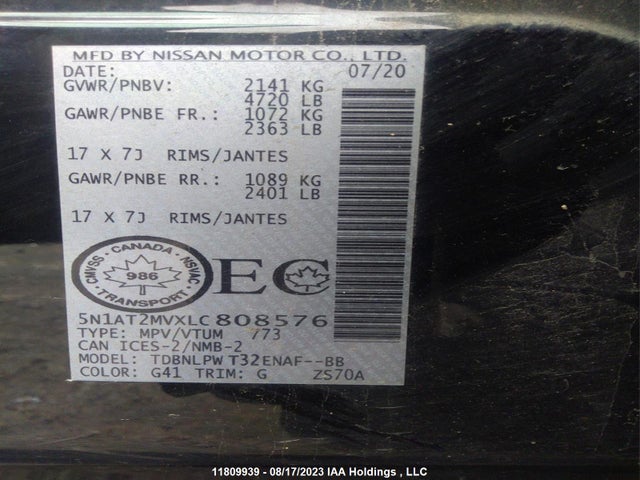 MFD BY NISSAN MOTOR CO., LTD.
DATE: 07/20
GVWR/PNBV: 2141 KG
4720 LB
GAWR/PNBE FR.: 1072 KG
2363 LB
17 X 7J RIMS/JANTES
GAWR/PNBE RR.: 1089 KG
2401 LB
17 X 7J RIMS/JANTES
CANADA
CMVSS NSVAC
986
TRANSPORT
EC
5N1AT2MVXLC808576
TYPE: MPV/VTUM 773
CAN ICES-2/NMB-2
MODEL: TDBNLPW T32ENAF--BB
COLOR: G41 TRIM: G ZS70A
11809939 - 08/17/2023 IAA Holdings , LLC